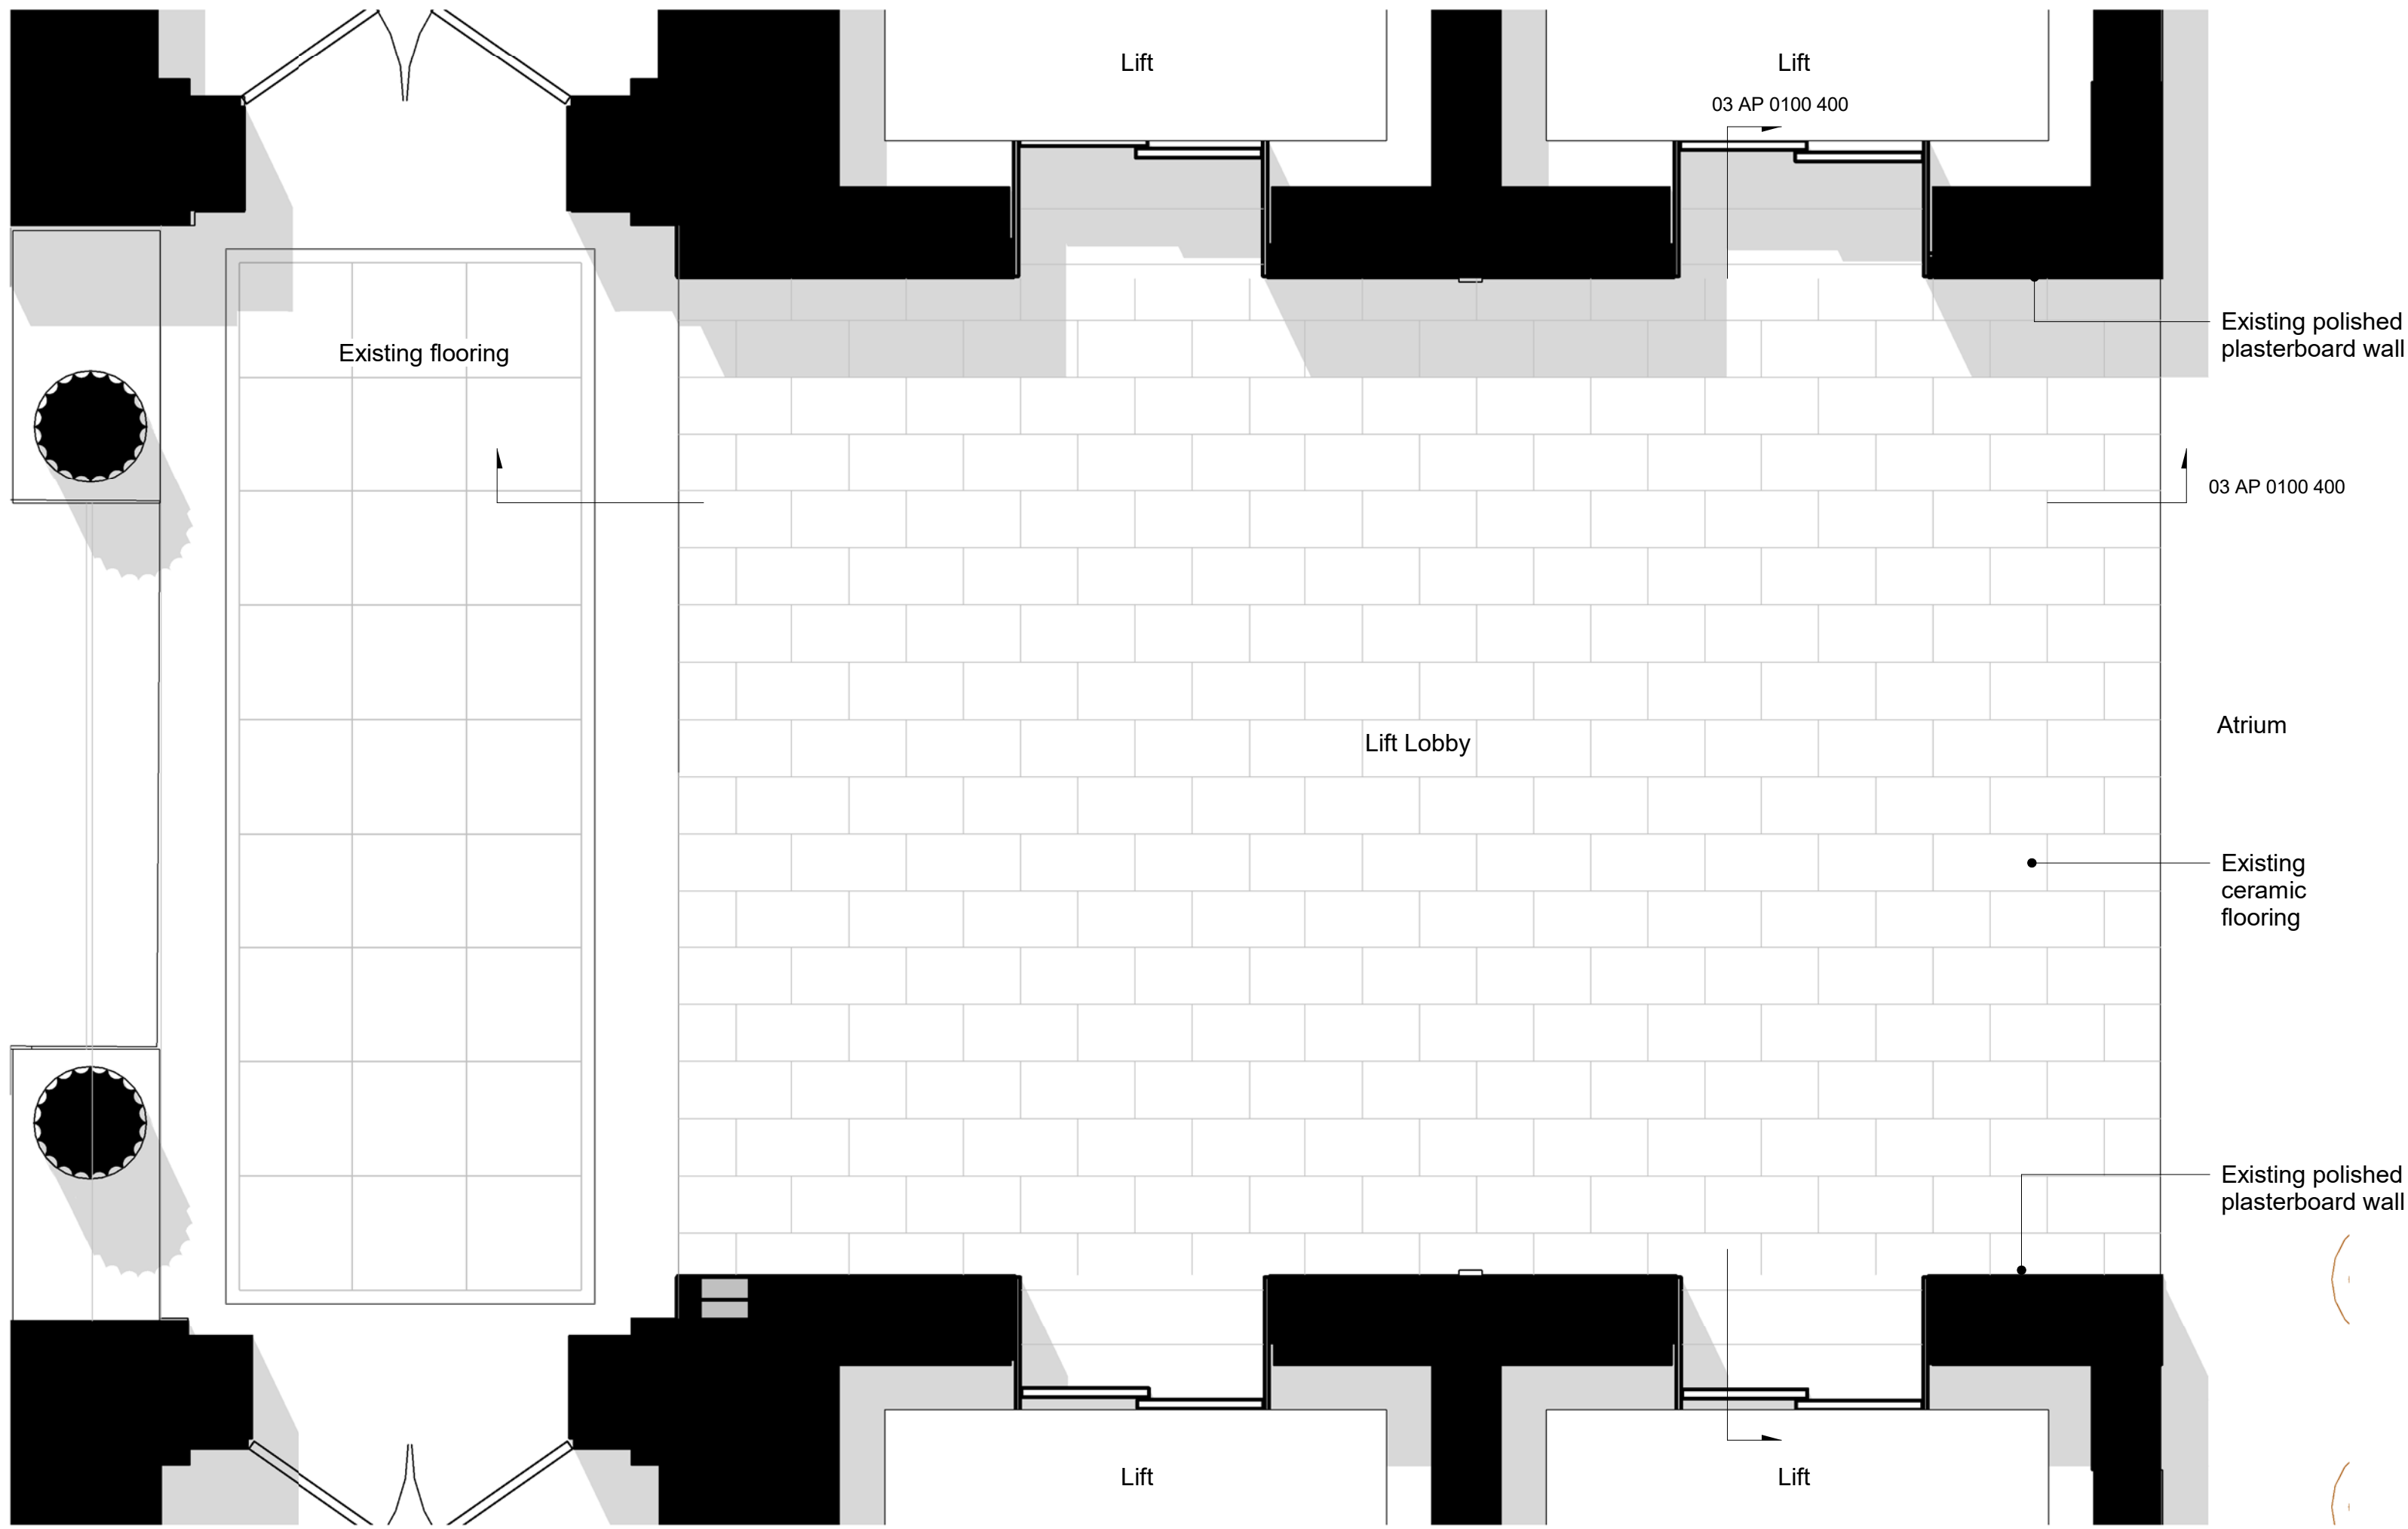 Lift
Lift
03 AP 0100 400
Existing polished
plasterboard wall
Existing flooring
03 AP 0100 400
Atrium
Lift Lobby
Existing
ceramic
flooring
Existing polished
plasterboard wall
Lift
Lift